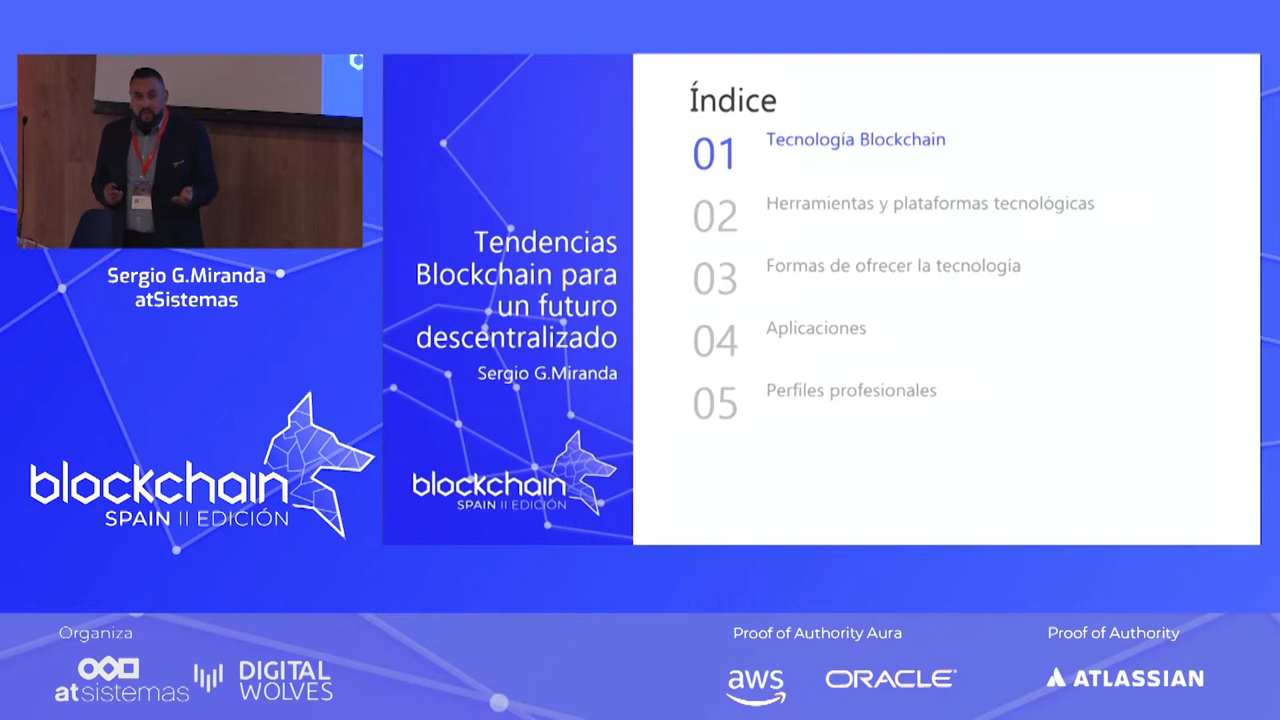 Sergio G.Miranda
atSistemas
blockchain
SPAIN II EDICIÓN
Tendencias
Blockchain para
un futuro
descentralizado
Sergio G.Miranda
blockchain
SPAIN II EDICIÓN
Índice
01 Tecnología Blockchain
02 Herramientas y plataformas tecnológicas
03 Formas de ofrecer la tecnología
04 Aplicaciones
05 Perfiles profesionales
Organiza
atsistemas
DIGITAL
WOLVES
Proof of Authority Aura
aws
ORACLE
Proof of Authority
ATLASSIAN